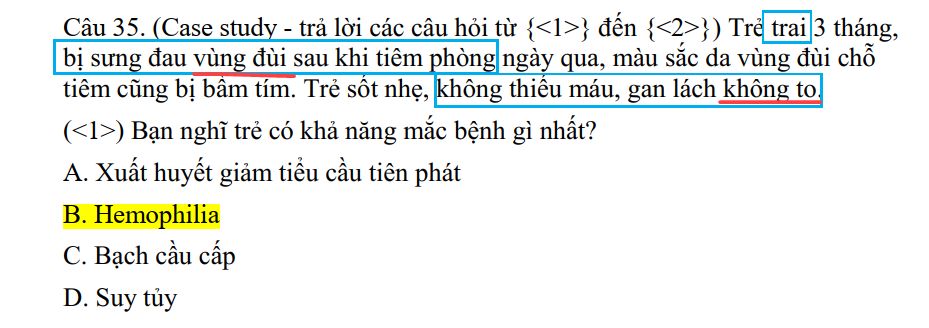 Câu 35. (Case study - trả lời các câu hỏi từ {<1>} đến {<2>}) Trẻ trai 3 tháng,
bị sưng đau vùng đùi sau khi tiêm phòng ngày qua, màu sắc da vùng đùi chỗ
tiêm cũng bị bầm tím. Trẻ sốt nhẹ, không thiếu máu, gan lách không to.
(<1>) Bạn nghĩ trẻ có khả năng mắc bệnh gì nhất?
A. Xuất huyết giảm tiểu cầu tiên phát
B. Hemophilia
C. Bạch cầu cấp
D. Suy tủy